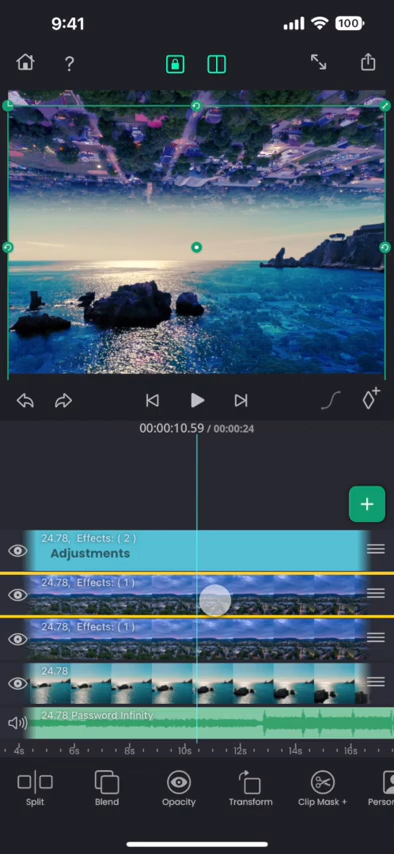 9:41
100
?
00:00:10.59 / 00:00:24
+
24.78, Effects: ( 2 )
Adjustments
24.78, Effects: ( 1 )
24.78, Effects: ( 1 )
24.78
24.78 Password Infinity
4s 6s 8s 10s 12s 14s 16s
Split Blend Opacity Transform Clip Mask + Person